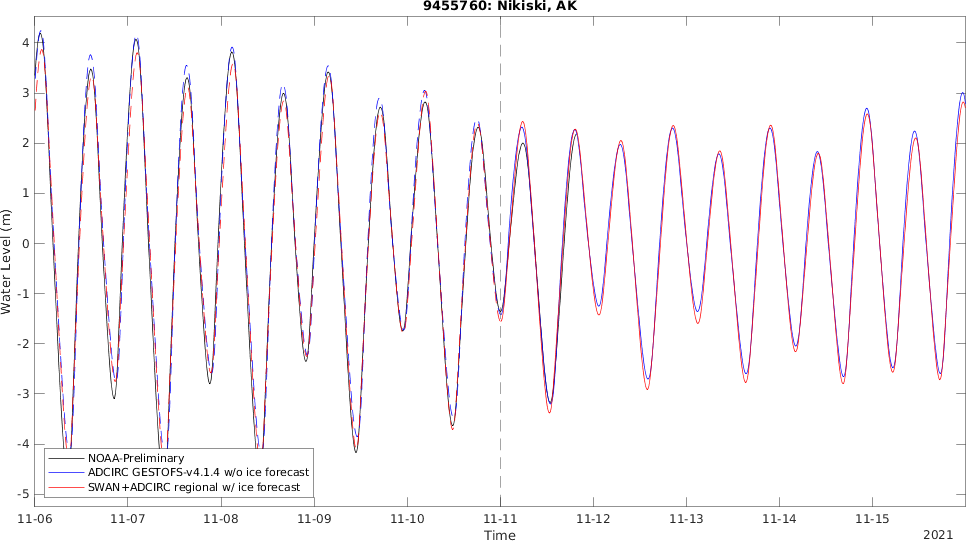 9455760: Nikiski, AK
Water Level (m)
4
3
2
1
0
-1
-2
-3
-4
-5
NOAA-Preliminary
ADCIRC GESTOFS-v4.1.4 w/o ice forecast
SWAN+ADCIRC regional w/ ice forecast
11-06 11-07 11-08 11-09 11-10 11-11 11-12 11-13 11-14 11-15
Time
2021